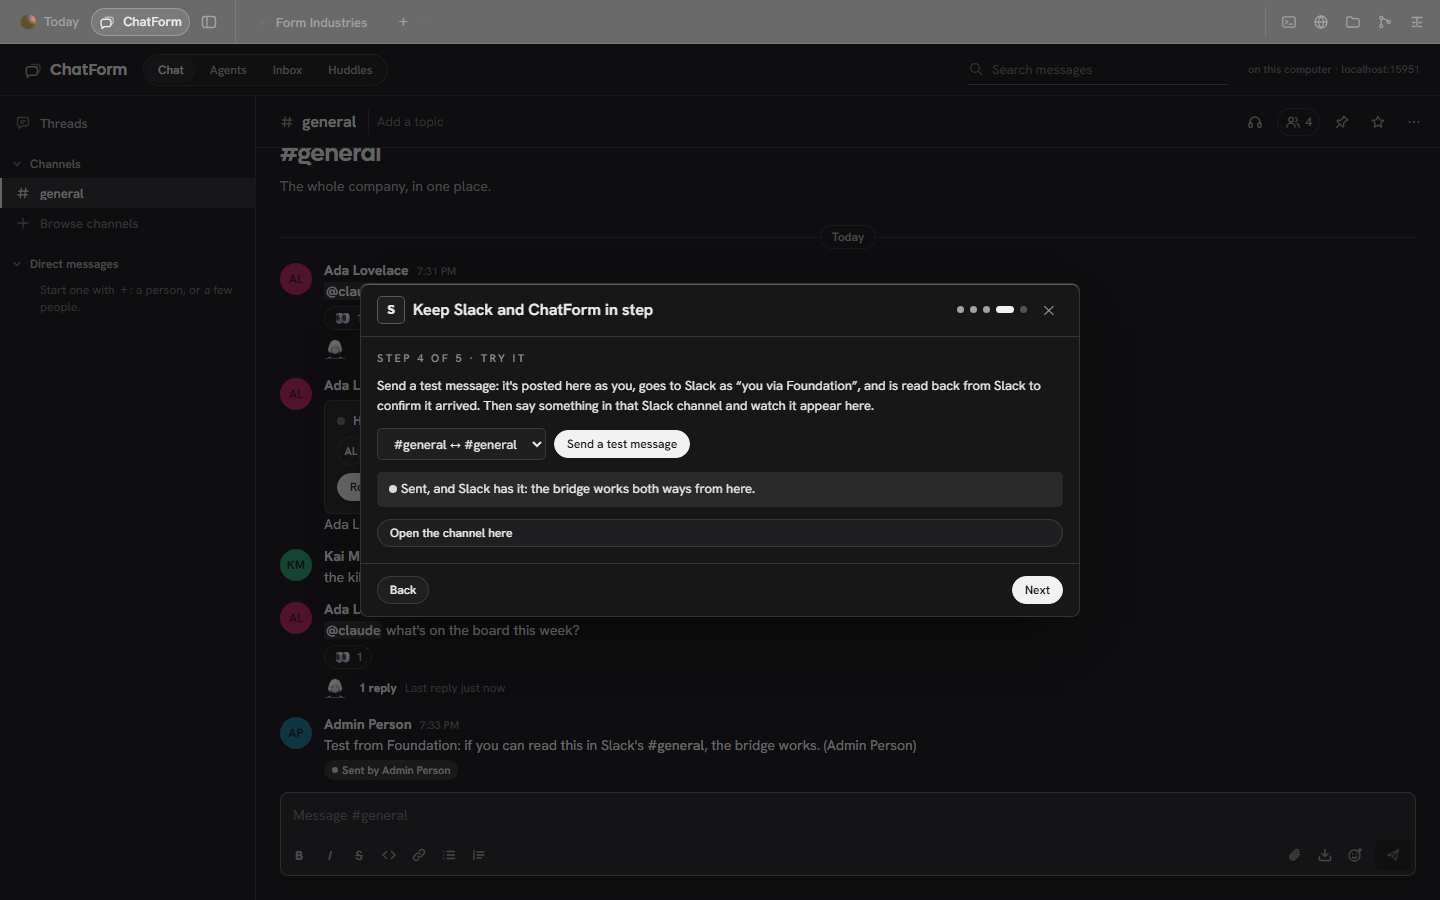 Today
ChatForm
Form Industries
ChatForm
Chat
Agents
Inbox
Huddles
Search messages
on this computer · localhost:15951
Threads
# general
Add a topic
4
Channels
#general
# general
The whole company, in one place.
Browse channels
Today
Direct messages
Start one with + : a person, or a few
people.
AL
Ada Lovelace 7:31 PM
S
Keep Slack and ChatForm in step
STEP 4 OF 5 · TRY IT
Send a test message: it's posted here as you, goes to Slack as “you via Foundation”, and is read back from Slack to
confirm it arrived. Then say something in that Slack channel and watch it appear here.
#general ↔ #general
Send a test message
Sent, and Slack has it: the bridge works both ways from here.
Open the channel here
Back
Next
AL
Ada L
AL
Ada L
KM
Kai M
the kil
AL
Ada L
@claude what's on the board this week?
1
1 reply Last reply just now
AP
Admin Person 7:33 PM
Test from Foundation: if you can read this in Slack's #general, the bridge works. (Admin Person)
Sent by Admin Person
Message #general
B
I
S